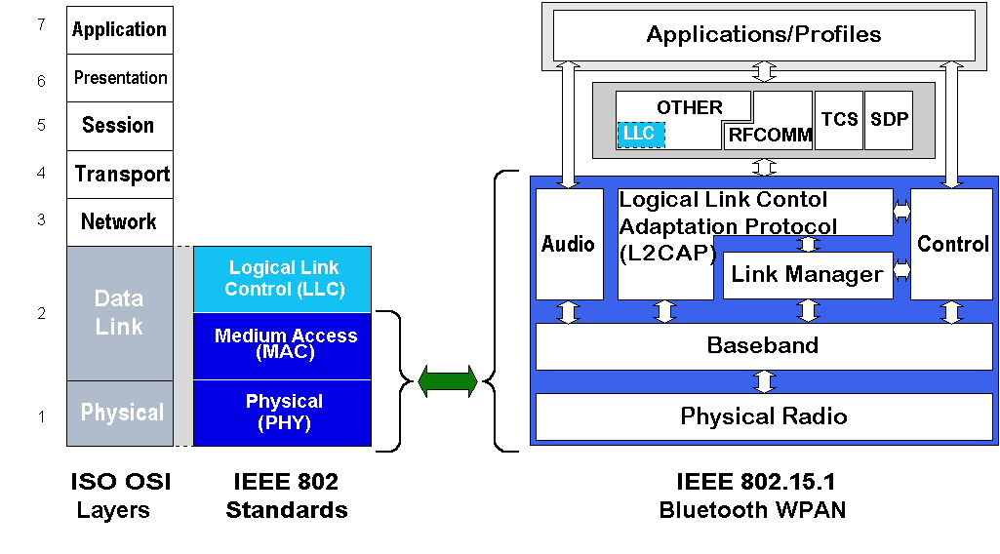 7
Application
6
Presentation
5
Session
4
Transport
3
Network
2
Data
Link
1
Physical
ISO OSI
Layers
Logical Link
Control (LLC)
Medium Access
(MAC)
Physical
(PHY)
IEEE 802
Standards
Applications/Profiles
OTHER
LLC
RFCOMM
TCS
SDP
Audio
Logical Link Contol
Adaptation Protocol
(L2CAP)
Link Manager
Control
Baseband
Physical Radio
IEEE 802.15.1
Bluetooth WPAN